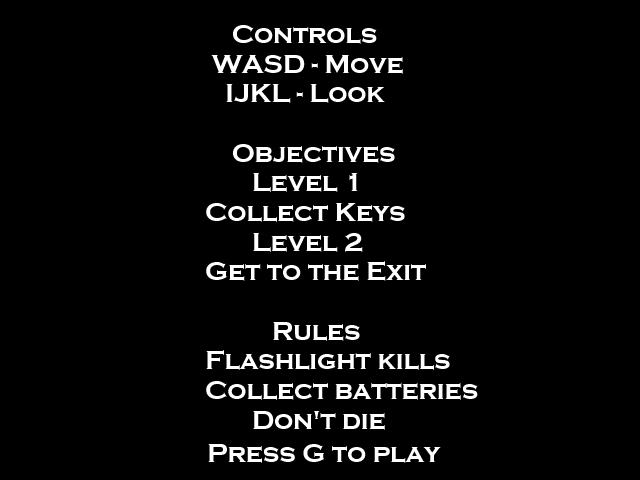 Controls
WASD - Move
IJKL - Look
Objectives
Level 1
Collect Keys
Level 2
Get to the Exit
Rules
Flashlight kills
Collect batteries
Don't die
Press G to play